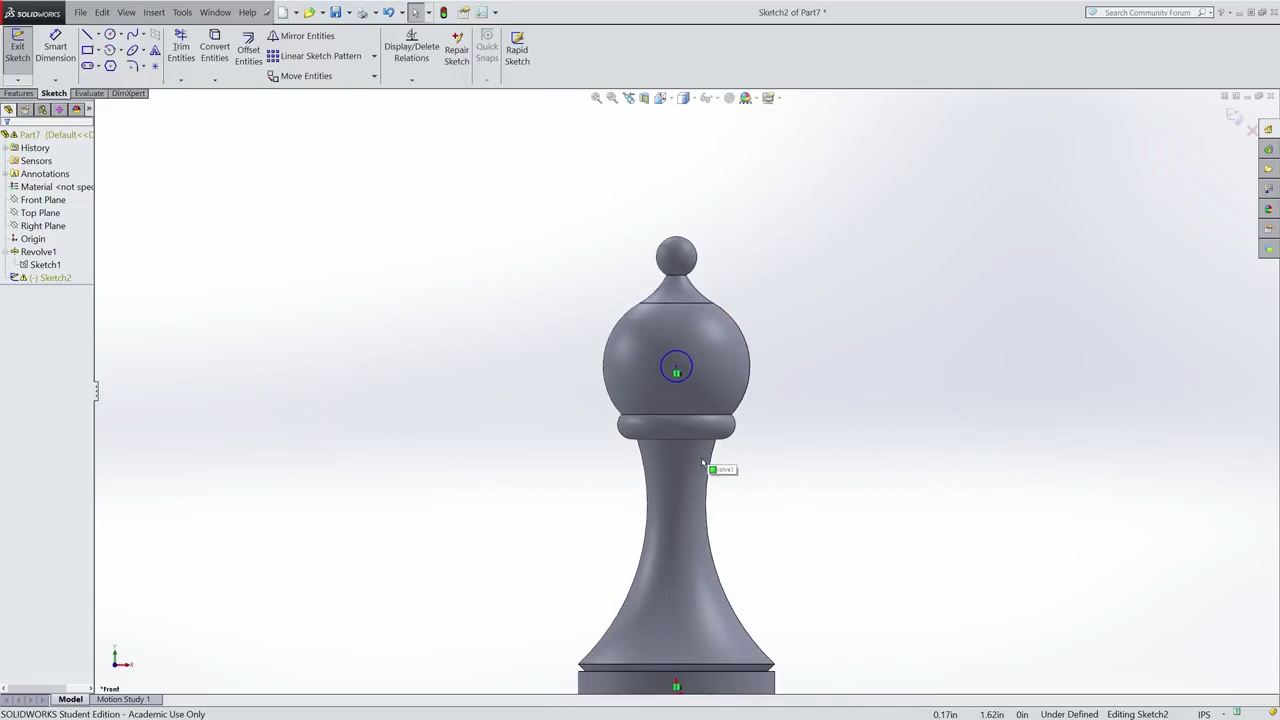 SOLIDWORKS File Edit View Insert Tools Window Help Sketch2 of Part7 * Search Community Forum
Exit Sketch
Smart Dimension
Trim Entities
Convert Entities
Offset Entities
Mirror Entities
Linear Sketch Pattern
Move Entities
Display/Delete Relations
Repair Sketch
Quick Snaps
Rapid Sketch
Features Sketch Evaluate DimXpert
Part7 (Default<<D
History
Sensors
Annotations
Material <not spec
Front Plane
Top Plane
Right Plane
Origin
Revolve1
Sketch1
(-) Sketch2
Y
X
*Front
Model Motion Study 1
SOLIDWORKS Student Edition - Academic Use Only 0.17in 1.62in 0in Under Defined Editing Sketch2 IPS